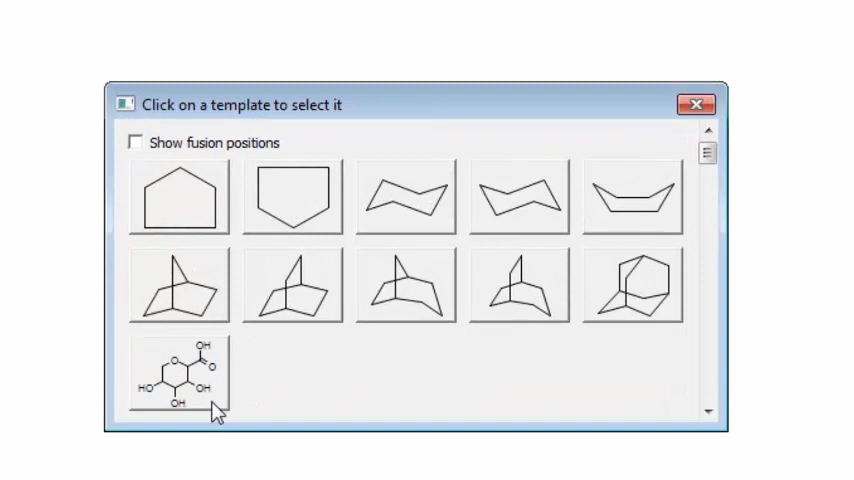 Click on a template to select it
Show fusion positions
OH
O
O
HO
OH
OH